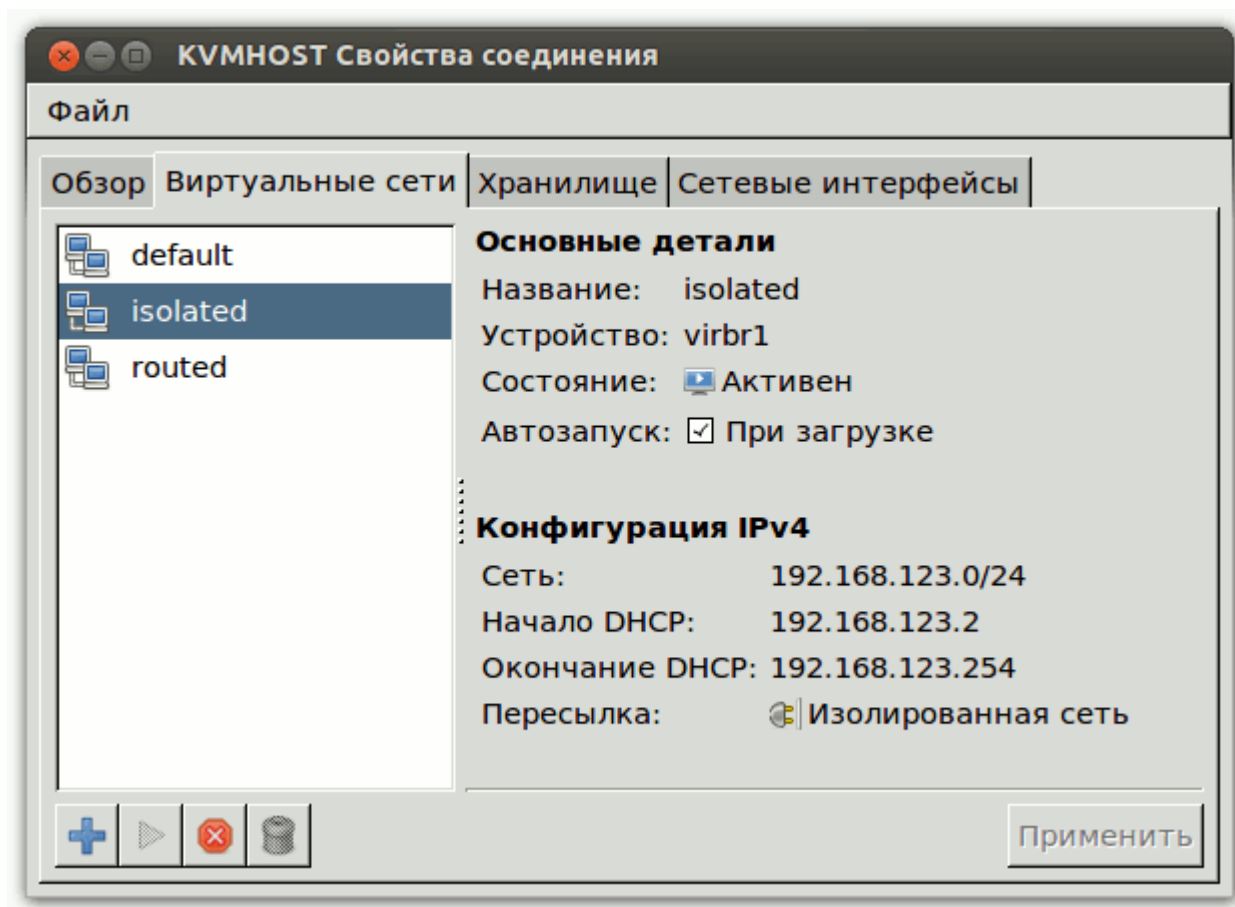 KVMHOST Свойства соединения
Файл
Обзор Виртуальные сети Хранилище Сетевые интерфейсы
default
isolated
routed
Основные детали
Название: isolated
Устройство: virbr1
Состояние: Активен
Автозапуск: При загрузке
Конфигурация IPv4
Сеть: 192.168.123.0/24
Начало DHCP: 192.168.123.2
Окончание DHCP: 192.168.123.254
Пересылка: Изолированная сеть
Применить